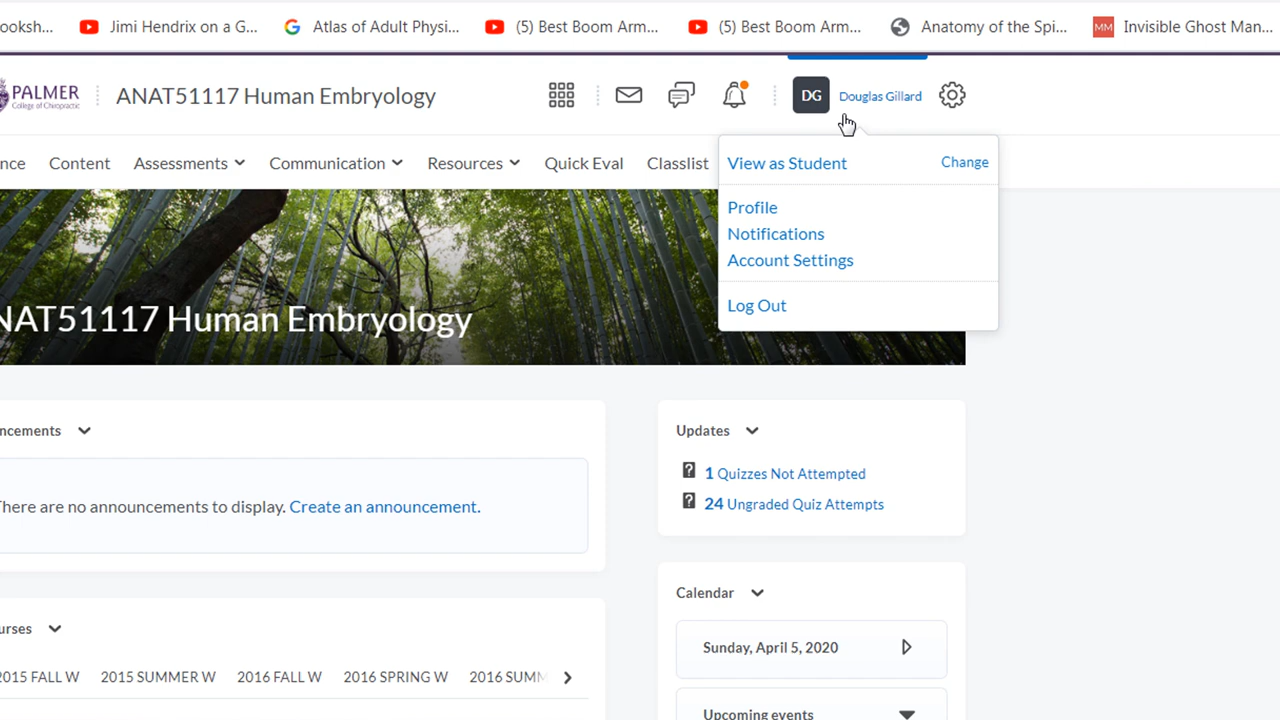 ooksh... Jimi Hendrix on a G... Atlas of Adult Physi... (5) Best Boom Arm... (5) Best Boom Arm... Anatomy of the Spi... MM Invisible Ghost Man...
PALMER
College of Chiropractic
ANAT51117 Human Embryology
DG Douglas Gillard
nce Content Assessments Communication Resources Quick Eval Classlist
View as Student Change
Profile
Notifications
Account Settings
Log Out
NAT51117 Human Embryology
ncements
There are no announcements to display. Create an announcement.
Updates
1 Quizzes Not Attempted
24 Ungraded Quiz Attempts
Calendar
Sunday, April 5, 2020
Upcoming events
urses
2015 FALL W 2015 SUMMER W 2016 FALL W 2016 SPRING W 2016 SUMM